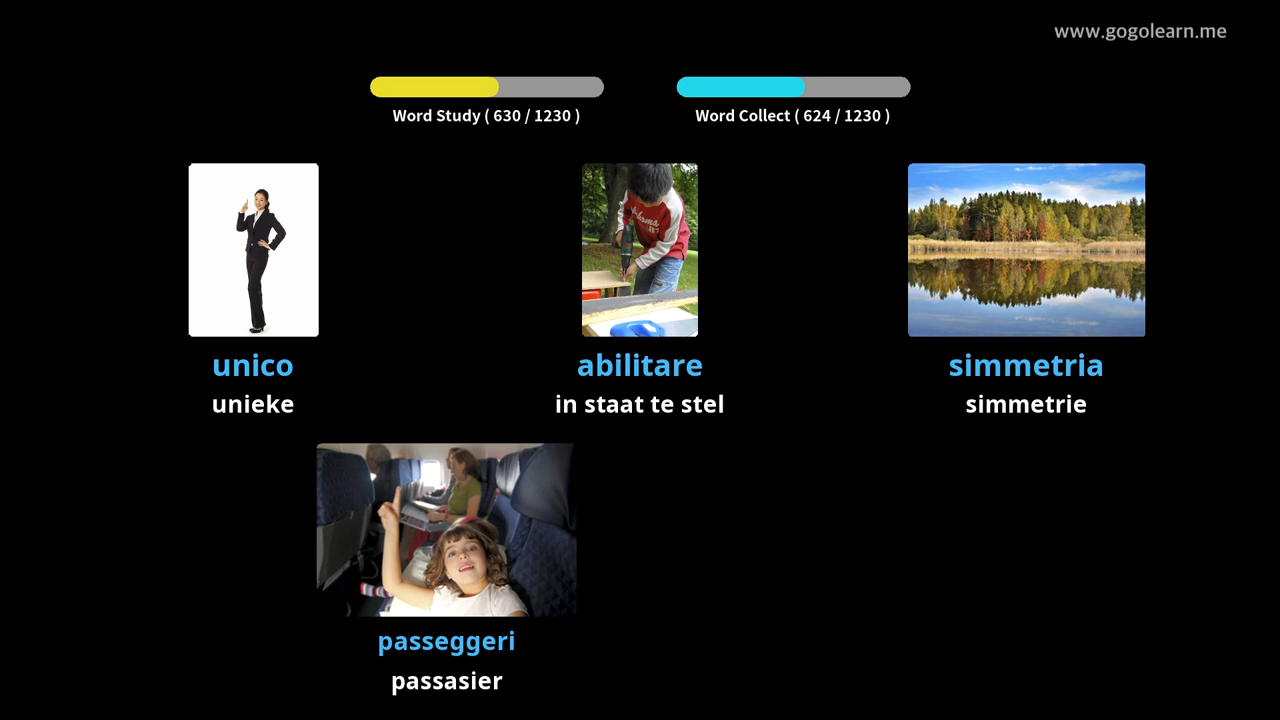 www.gogolearn.me
Word Study ( 630 / 1230 )
Word Collect ( 624 / 1230 )
unico
abilitare
simmetria
unieke
in staat te stel
simmetrie
passeggeri
passasier